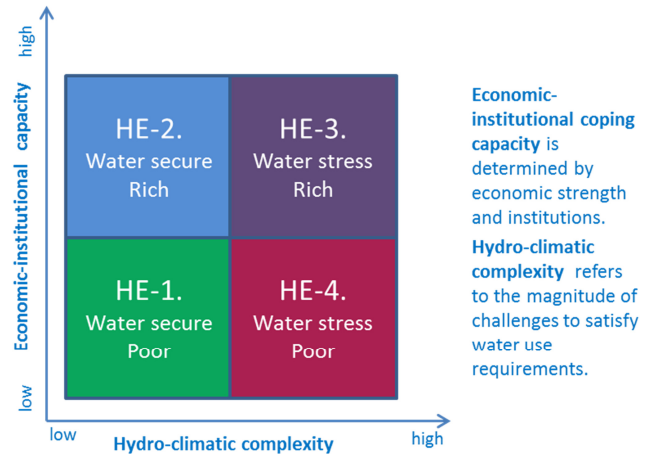 high
Economic-institutional capacity
low
HE-2.
Water secure
Rich
HE-3.
Water stress
Rich
HE-1.
Water secure
Poor
HE-4.
Water stress
Poor
low
Hydro-climatic complexity
high
Economic-
institutional coping
capacity is
determined by
economic strength
and institutions.
Hydro-climatic
complexity refers
to the magnitude of
challenges to satisfy
water use
requirements.